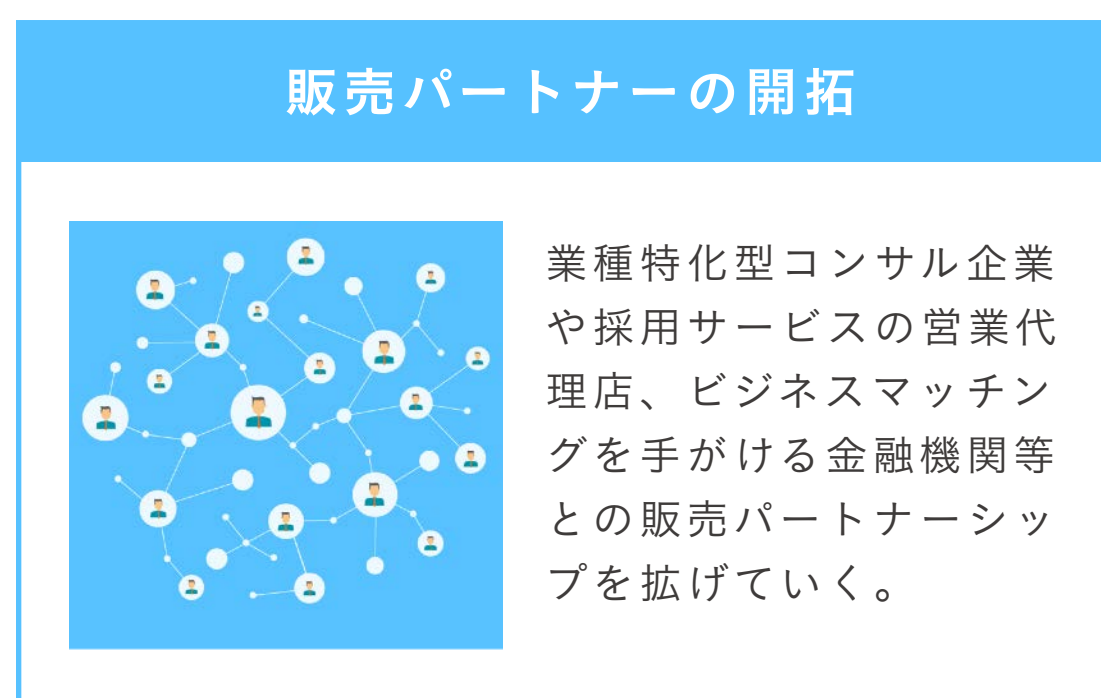 販売パートナーの開拓
業種特化型コンサル企業
や採用サービスの営業代
理店、ビジネスマッチン
グを手がける金融機関等
との販売パートナーシッ
プを拡げていく。